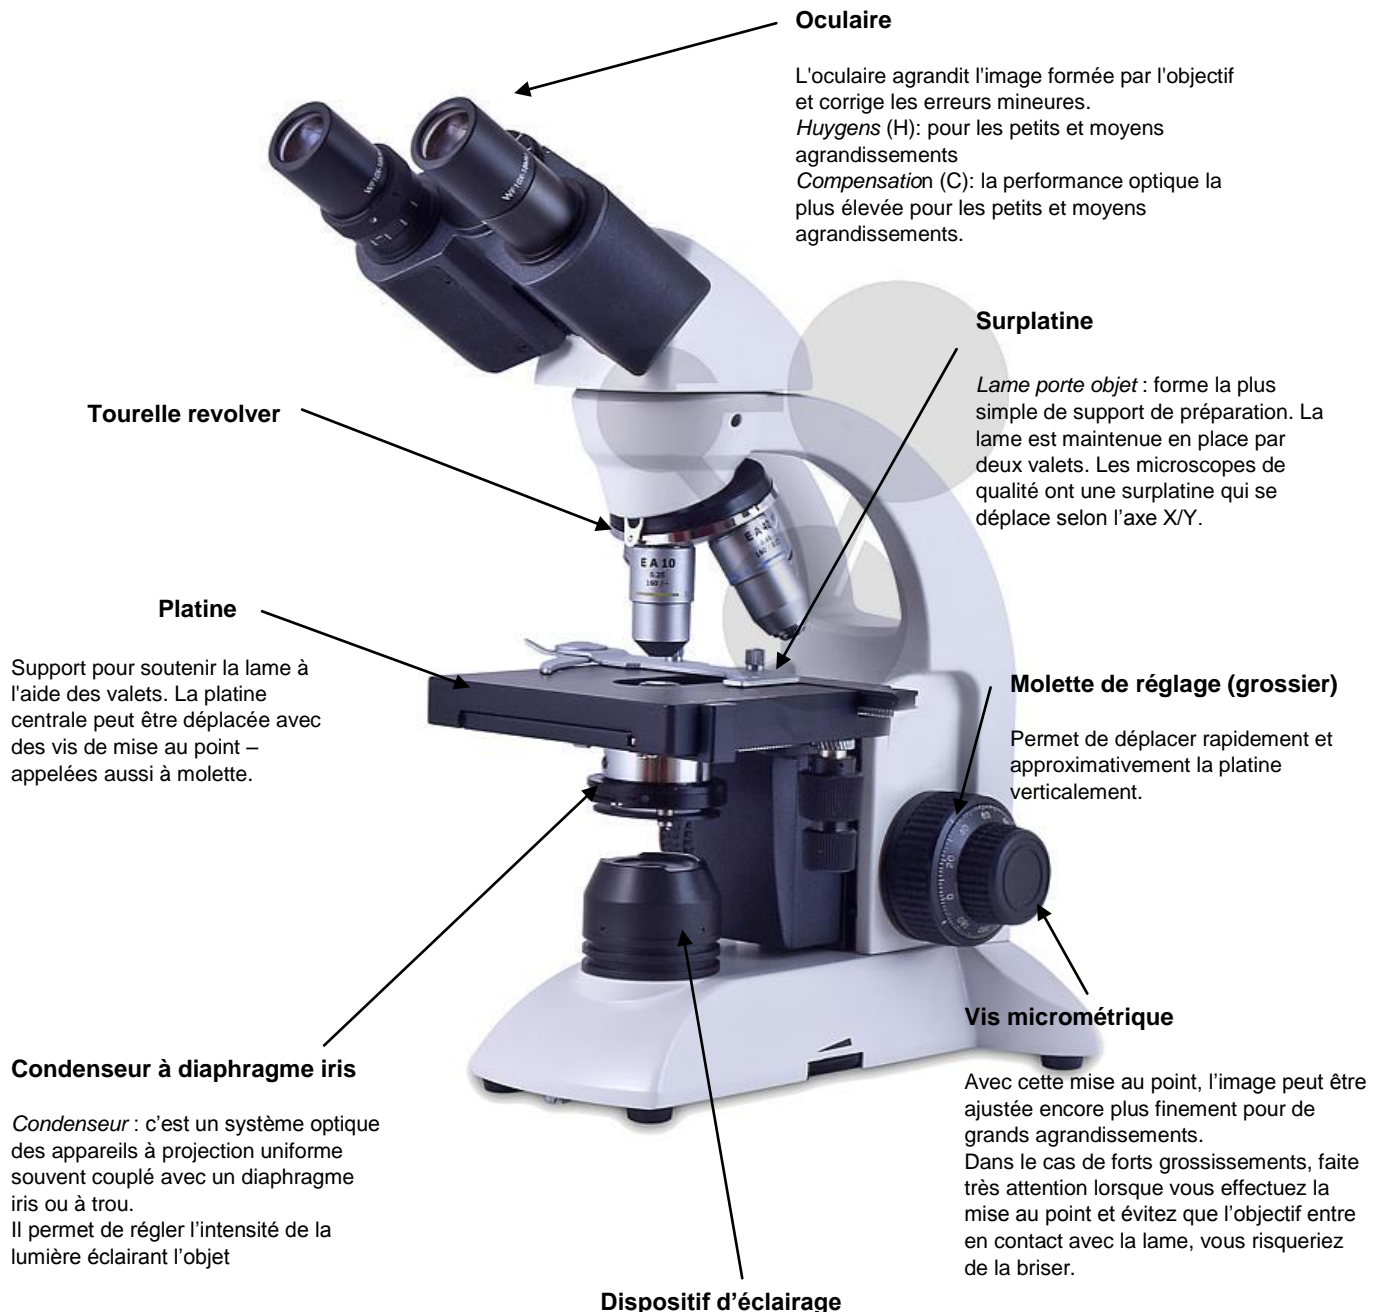 Oculaire
L'oculaire agrandit l'image formée par l'objectif
et corrige les erreurs mineures.
Huygens (H): pour les petits et moyens
agrandissements
Compensation (C): la performance optique la
plus élevée pour les petits et moyens
agrandissements.
Surplatine
Lame porte objet : forme la plus
simple de support de préparation. La
lame est maintenue en place par
deux valets. Les microscopes de
qualité ont une surplatine qui se
déplace selon l’axe X/Y.
Tourelle revolver
E A 10
0.25
160 / -
E A 40
Platine
Support pour soutenir la lame à
l'aide des valets. La platine
centrale peut être déplacée avec
des vis de mise au point –
appelées aussi à molette.
Molette de réglage (grossier)
Permet de déplacer rapidement et
approximativement la platine
verticalement.
Vis micrométrique
Avec cette mise au point, l’image peut être
ajustée encore plus finement pour de
grands agrandissements.
Dans le cas de forts grossissements, faite
très attention lorsque vous effectuez la
mise au point et évitez que l’objectif entre
en contact avec la lame, vous risqueriez
de la briser.
Condenseur à diaphragme iris
Condenseur : c’est un système optique
des appareils à projection uniforme
souvent couplé avec un diaphragme
iris ou à trou.
Il permet de régler l’intensité de la
lumière éclairant l’objet
Dispositif d’éclairage